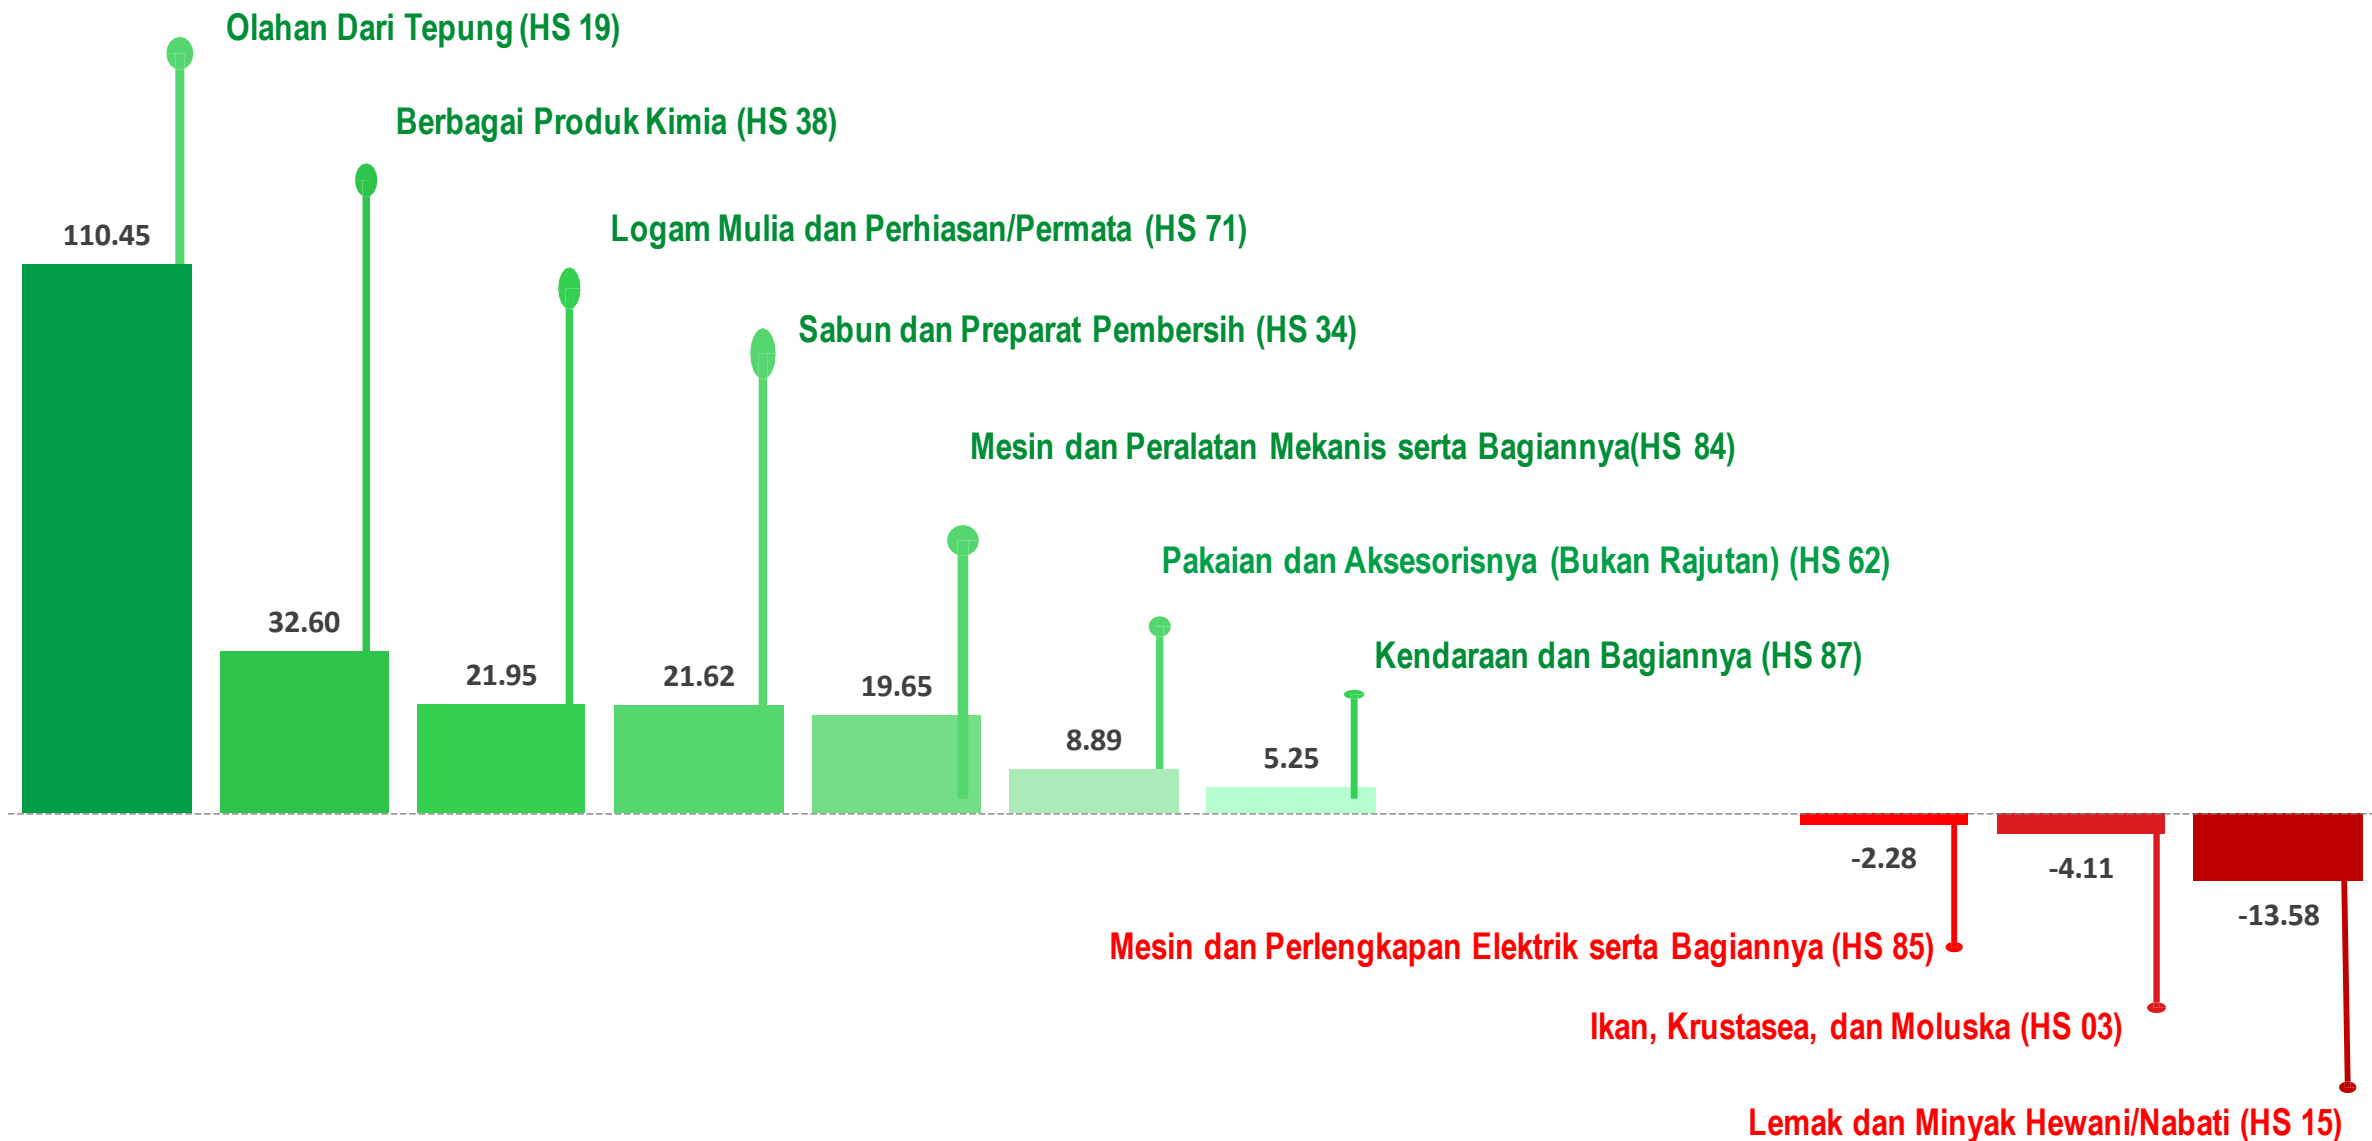 Olahan Dari Tepung (HS 19)
Berbagai Produk Kimia (HS 38)
Logam Mulia dan Perhiasan/Permata (HS 71)
110.45
Sabun dan Preparat Pembersih (HS 34)
Mesin dan Peralatan Mekanis serta Bagiannya(HS 84)
Pakaian dan Aksesorisnya (Bukan Rajutan) (HS 62)
32.60
Kendaraan dan Bagiannya (HS 87)
21.95
21.62
19.65
8.89
5.25
-2.28
-4.11
-13.58
Mesin dan Perlengkapan Elektrik serta Bagiannya (HS 85)
Ikan, Krustasea, dan Moluska (HS 03)
Lemak dan Minyak Hewani/Nabati (HS 15)